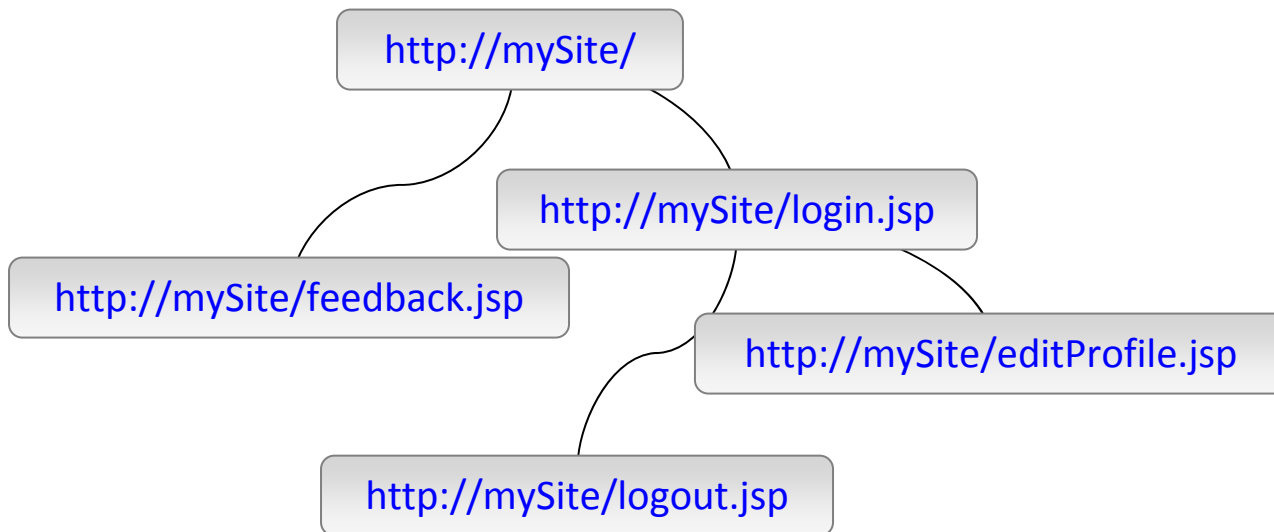 http://mySite/
http://mySite/login.jsp
http://mySite/feedback.jsp
http://mySite/editProfile.jsp
http://mySite/logout.jsp